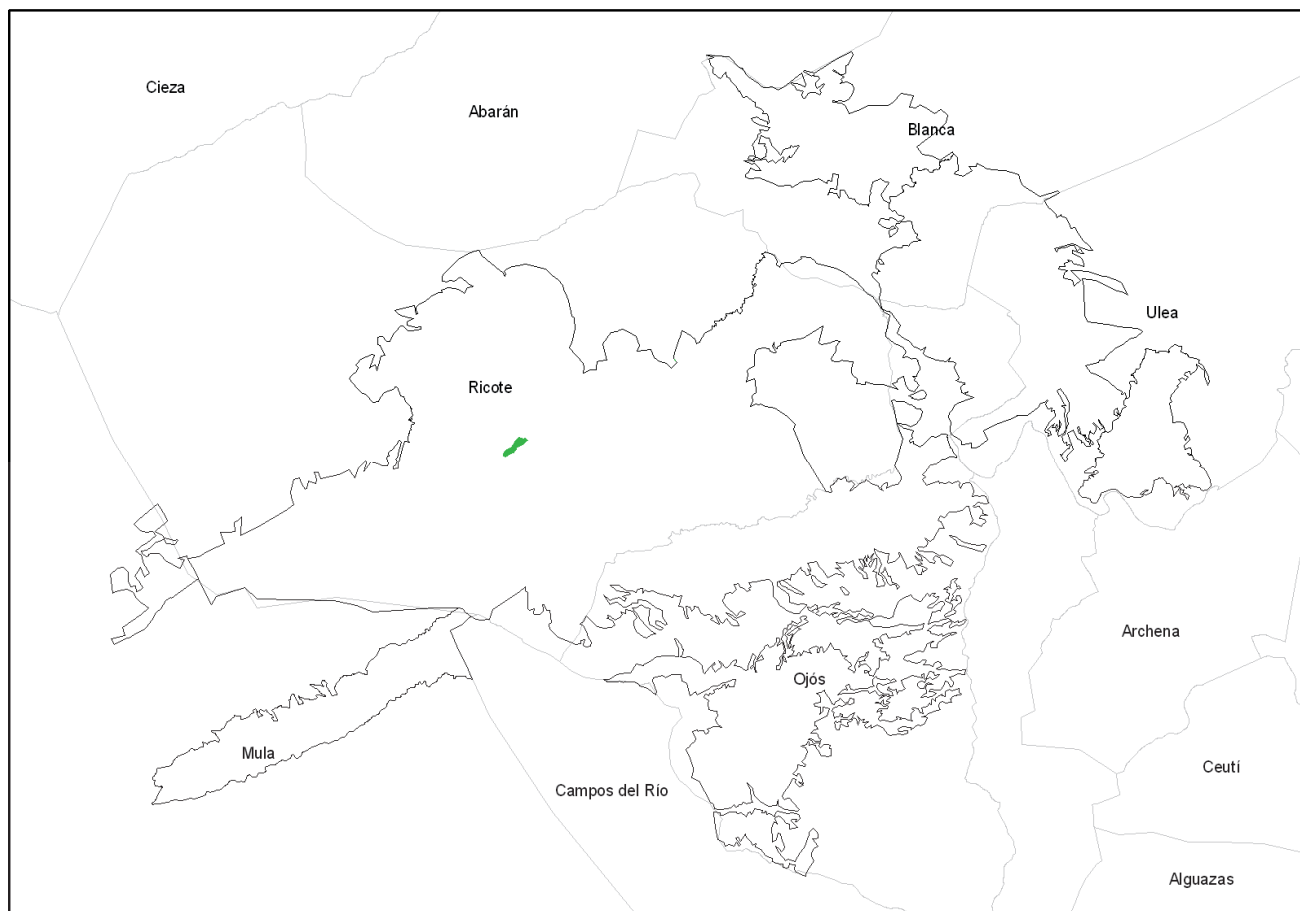 Cieza
Abarán
Blanca
Ulea
Ricote
Archena
Ojós
Mula
Ceutí
Campos del Río
Alguazas